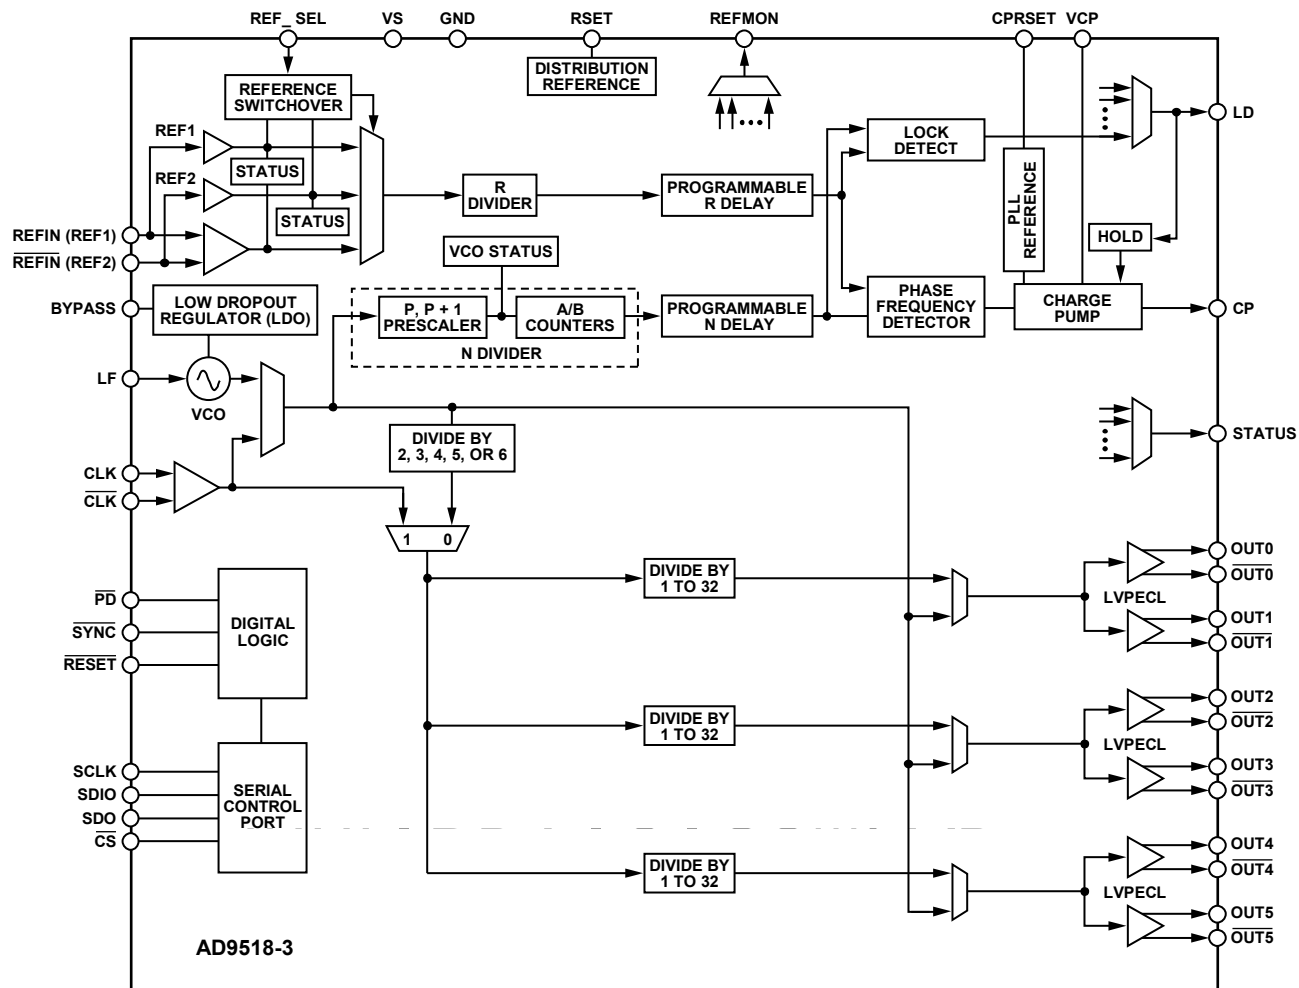 REF_ SEL
VS
GND
RSET
REFMON
CPRSET
VCP
DISTRIBUTION
REFERENCE
REFERENCE
SWITCHOVER
REF1
STATUS
REF2
STATUS
REFIN (REF1)
REFIN (REF2)
R
DIVIDER
PROGRAMMABLE
R DELAY
LOCK
DETECT
LD
PLL
REFERENCE
HOLD
VCO STATUS
BYPASS
LOW DROPOUT
REGULATOR (LDO)
P, P + 1
PRESCALER
A/B
COUNTERS
N DIVIDER
PROGRAMMABLE
N DELAY
PHASE
FREQUENCY
DETECTOR
CHARGE
PUMP
CP
LF
VCO
STATUS
DIVIDE BY
2, 3, 4, 5, OR 6
CLK
CLK
1
0
DIVIDE BY
1 TO 32
LVPECL
OUT0
OUT0
OUT1
OUT1
PD
SYNC
RESET
DIGITAL
LOGIC
DIVIDE BY
1 TO 32
LVPECL
OUT2
OUT2
OUT3
OUT3
SCLK
SDIO
SDO
CS
SERIAL
CONTROL
PORT
DIVIDE BY
1 TO 32
LVPECL
OUT4
OUT4
OUT5
OUT5
AD9518-3